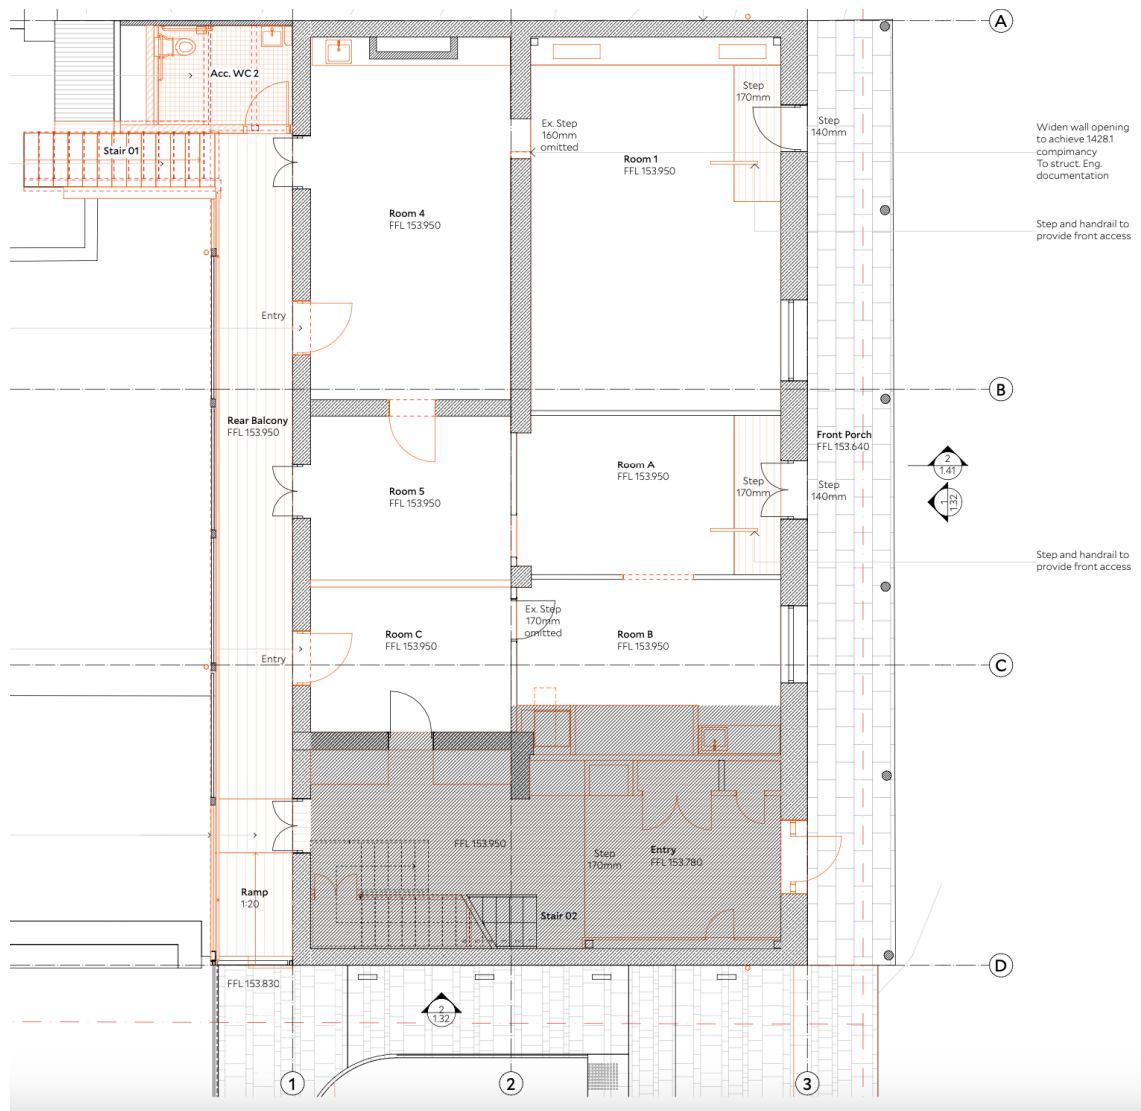 A
Acc. WC 2
Step
170mm
Step
140mm
Ex. Step
160mm
omitted
Widen wall opening
to achieve 1428.1
compimancy
To struct. Eng.
documentation
Stair 01
Room 1
FFL 153.950
Room 4
FFL 153.950
Step and handrail to
provide front access
Entry
B
Rear Balcony
FFL 153.950
Front Porch
FFL 153.640
Room A
FFL 153.950
2
1.41
Step
170mm
Step
140mm
Room 5
FFL 153.950
1
1.32
Step and handrail to
provide front access
Ex. Step
170mm
omitted
Room C
FFL 153.950
Room B
FFL 153.950
Entry
C
FFL 153.950
Step
170mm
Entry
FFL 153.780
Ramp
1:20
Stair 02
D
FFL 153.830
2
1.32
1
2
3